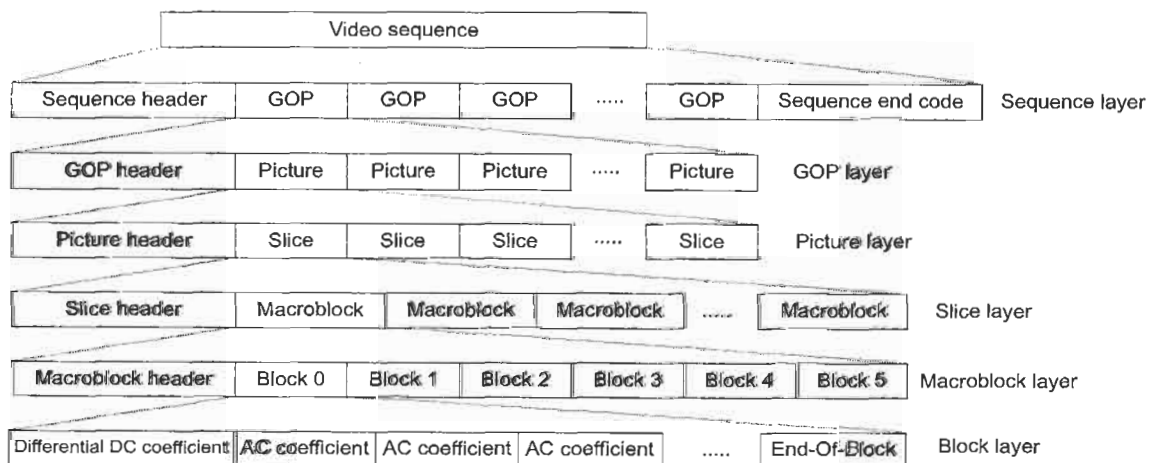 Video sequence
Sequence header GOP GOP GOP ..... GOP Sequence end code Sequence layer
GOP header Picture Picture Picture ..... Picture GOP layer
Picture header Slice Slice Slice ..... Slice Picture layer
Slice header Macroblock Macroblock Macroblock ..... Macroblock Slice layer
Macroblock header Block 0 Block 1 Block 2 Block 3 Block 4 Block 5 Macroblock layer
Differential DC coefficient AC coefficient AC coefficient AC coefficient ..... End-Of-Block Block layer